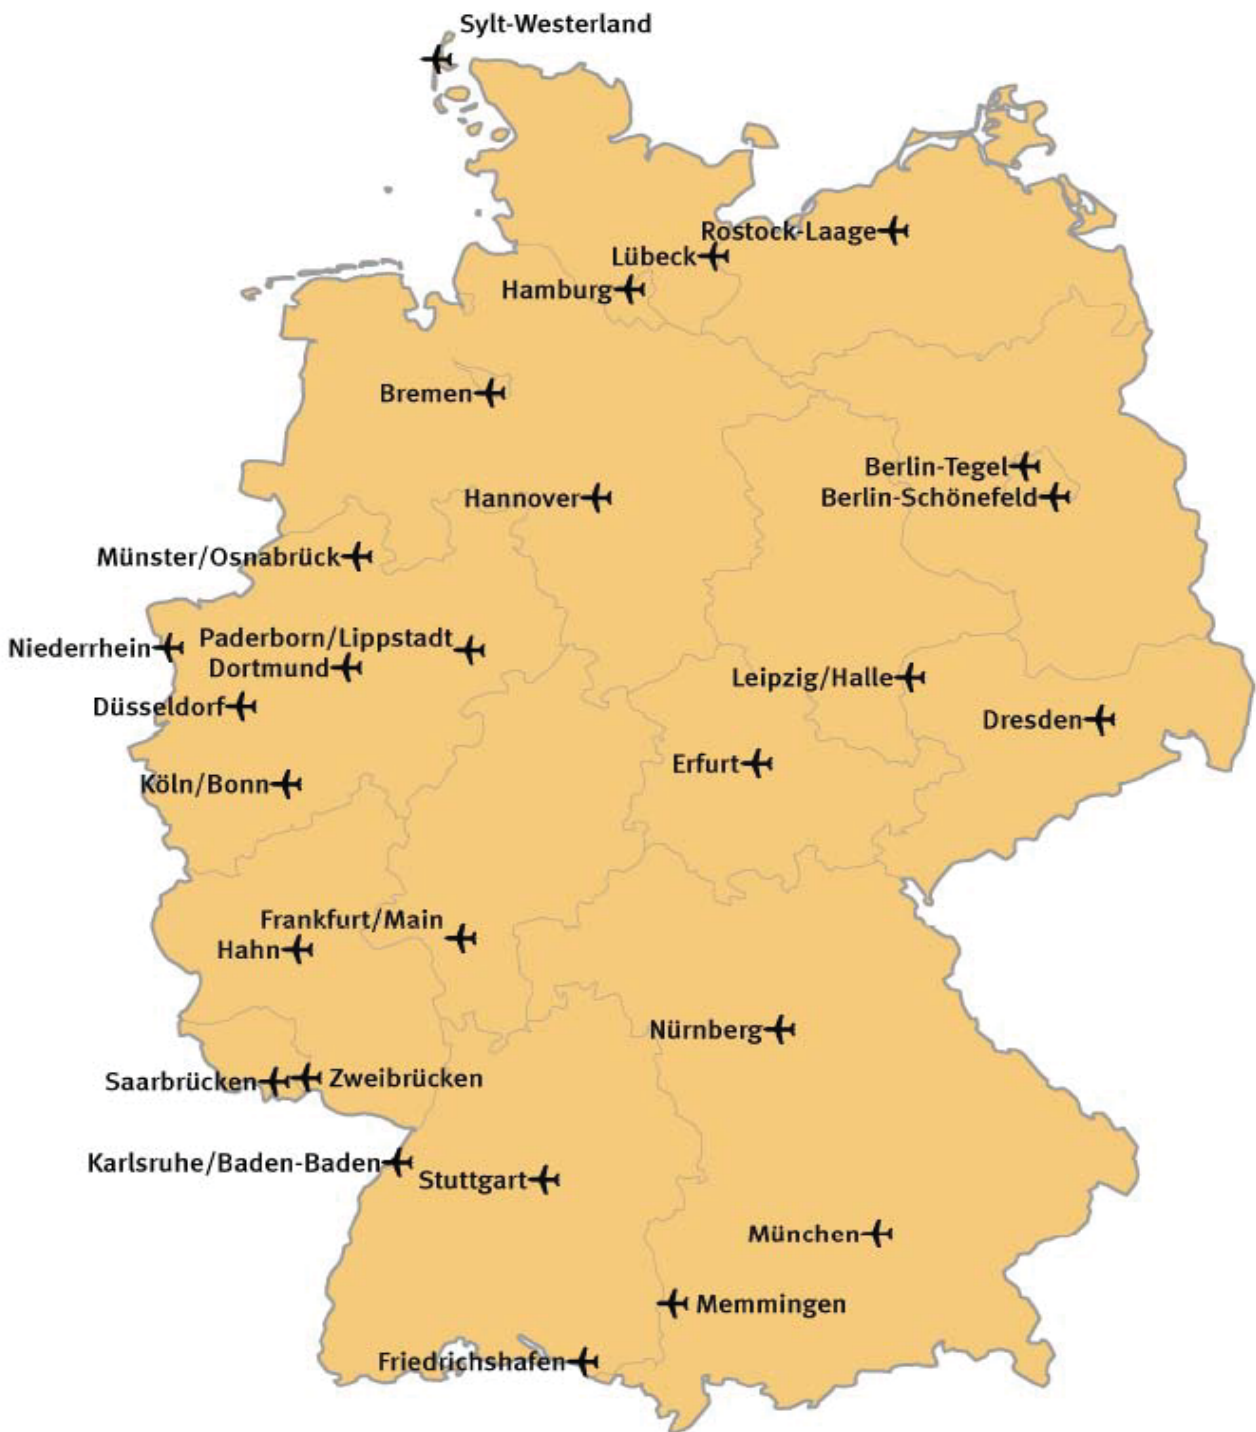 Sylt-Westerland
Rostock-Laage
Lübeck
Hamburg
Bremen
Berlin-Tegel
Berlin-Schönefeld
Hannover
Münster/Osnabrück
Paderborn/Lippstadt
Niederrhein
Dortmund
Leipzig/Halle
Düsseldorf
Dresden
Erfurt
Köln/Bonn
Frankfurt/Main
Hahn
Nürnberg
Saarbrücken
Zweibrücken
Karlsruhe/Baden-Baden
Stuttgart
München
Memmingen
Friedrichshafen